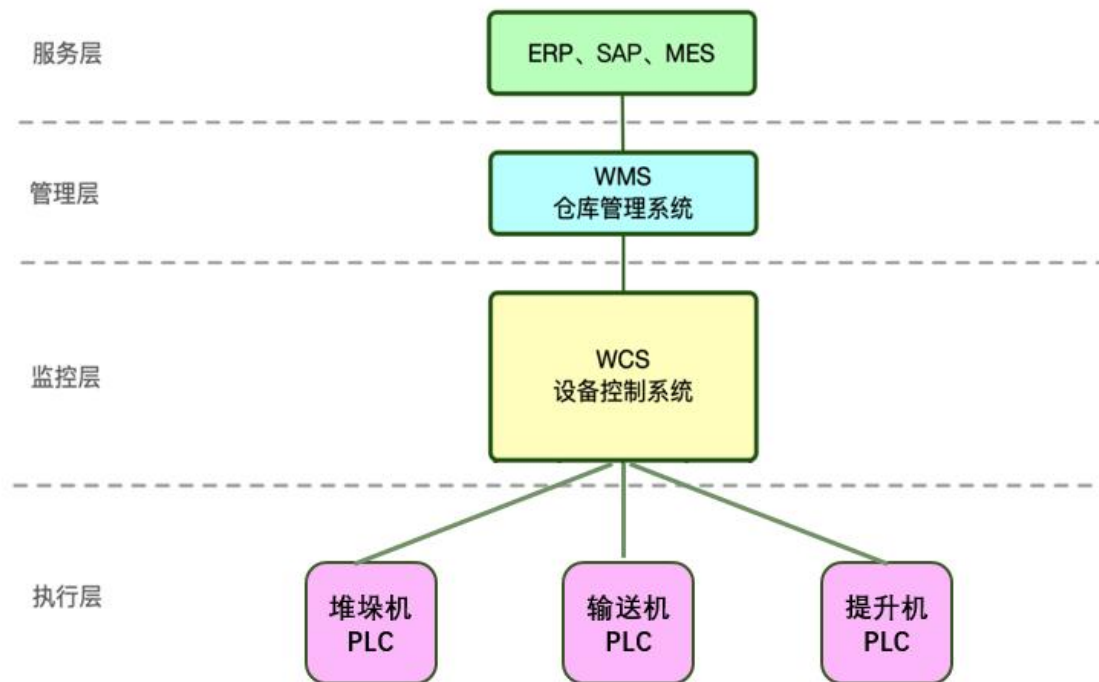 服务层
ERP、SAP、MES
管理层
WMS
仓库管理系统
监控层
WCS
设备控制系统
执行层
堆垛机
PLC
输送机
PLC
提升机
PLC